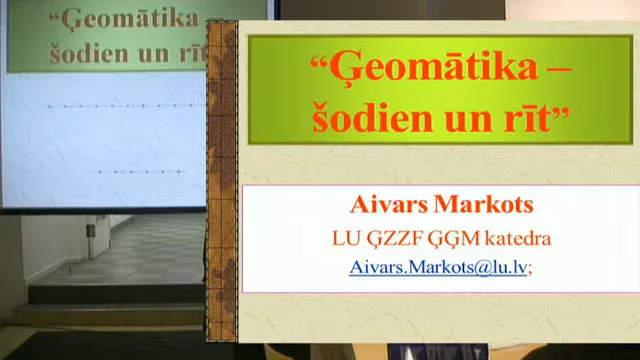 “Ģeomātika
šodien un rīt
“Ģeomātika –
šodien un rīt”
Aivars Markots
LU ĢZZF ĢĢM katedra
Aivars.Markots@lu.lv;